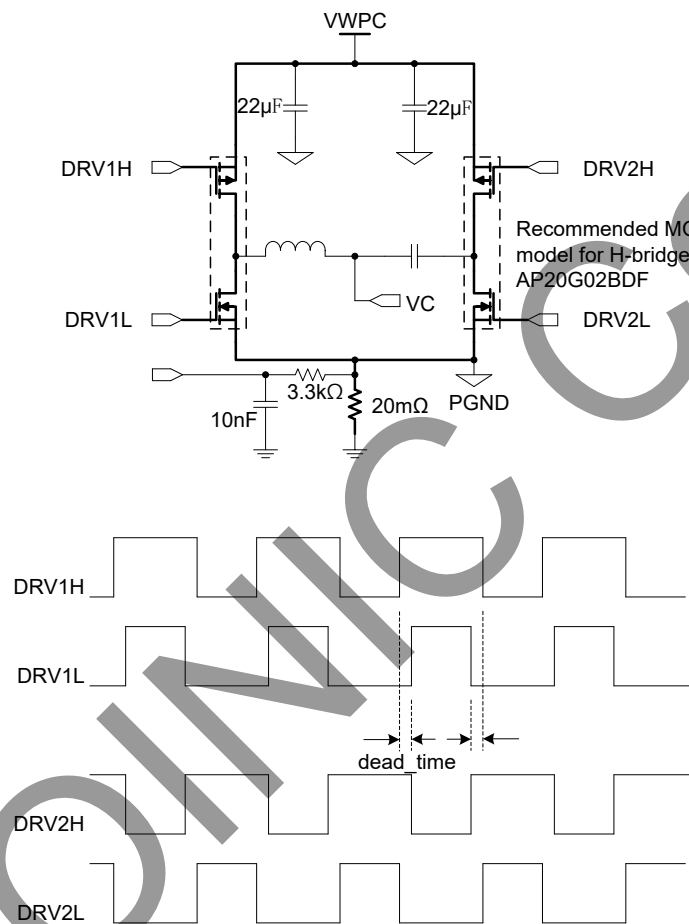 VWPC
22μF
22μF
DRV1H
DRV2H
Recommended
model for H-bridge
AP20G02BDF
VC
DRV1L
DRV2L
3.3kΩ
10nF
20mΩ
PGND
DRV1H
DRV1L
dead_time
DRV2H
DRV2L